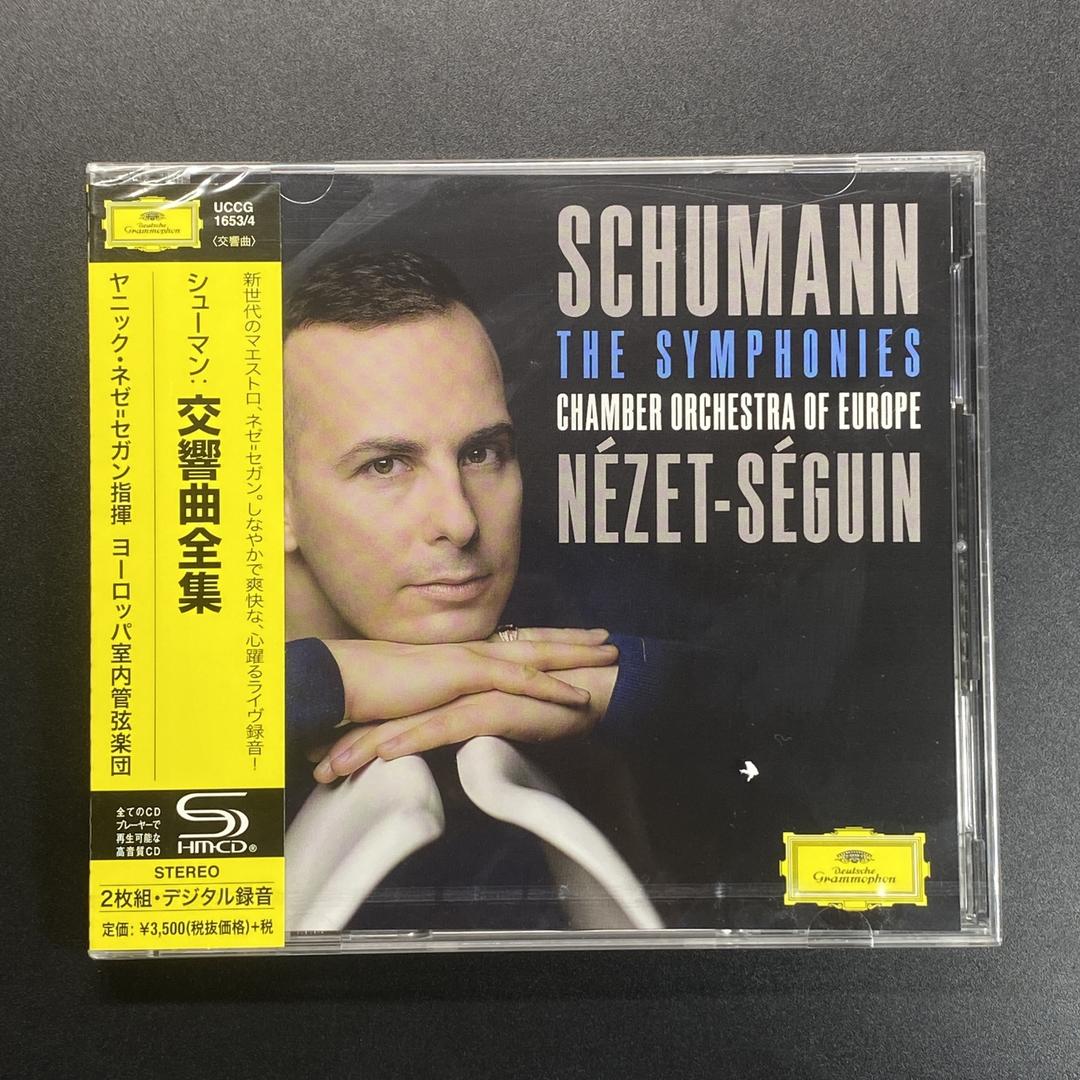 Deutsche
Grammophon
UCCG
1653/4
〈交響曲〉
新世代のマエストロ、ネゼ=セガン。しなやかで爽快な、心躍るライヴ録音!
シューマン:交響曲全集
ヤニック・ネゼ=セガン指揮 ヨーロッパ室内管弦楽団
全てのCD
プレーヤーで
再生可能な
高音質CD
SHM-CD®
STEREO
2枚組・デジタル録音
定価:¥3,500(税抜価格)+税
SCHUMANN
THE SYMPHONIES
CHAMBER ORCHESTRA OF EUROPE
NÉZET-SÉGUIN
Deutsche
Grammophon